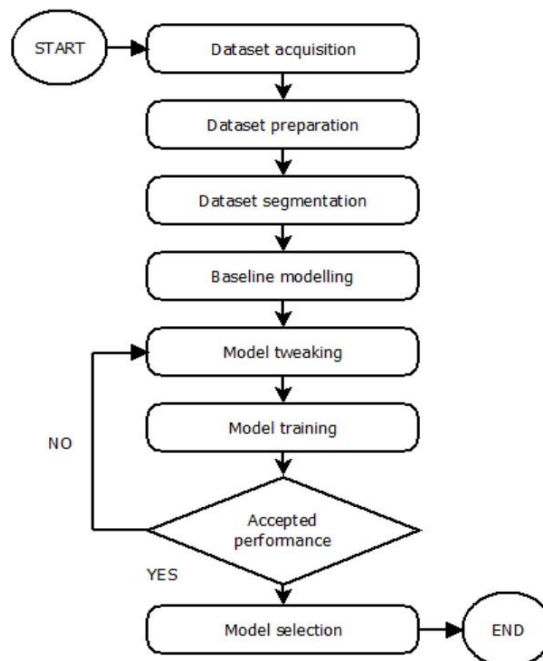 START
Dataset acquisition
Dataset preparation
Dataset segmentation
Baseline modelling
Model tweaking
Model training
NO
Accepted
performance
YES
Model selection
END